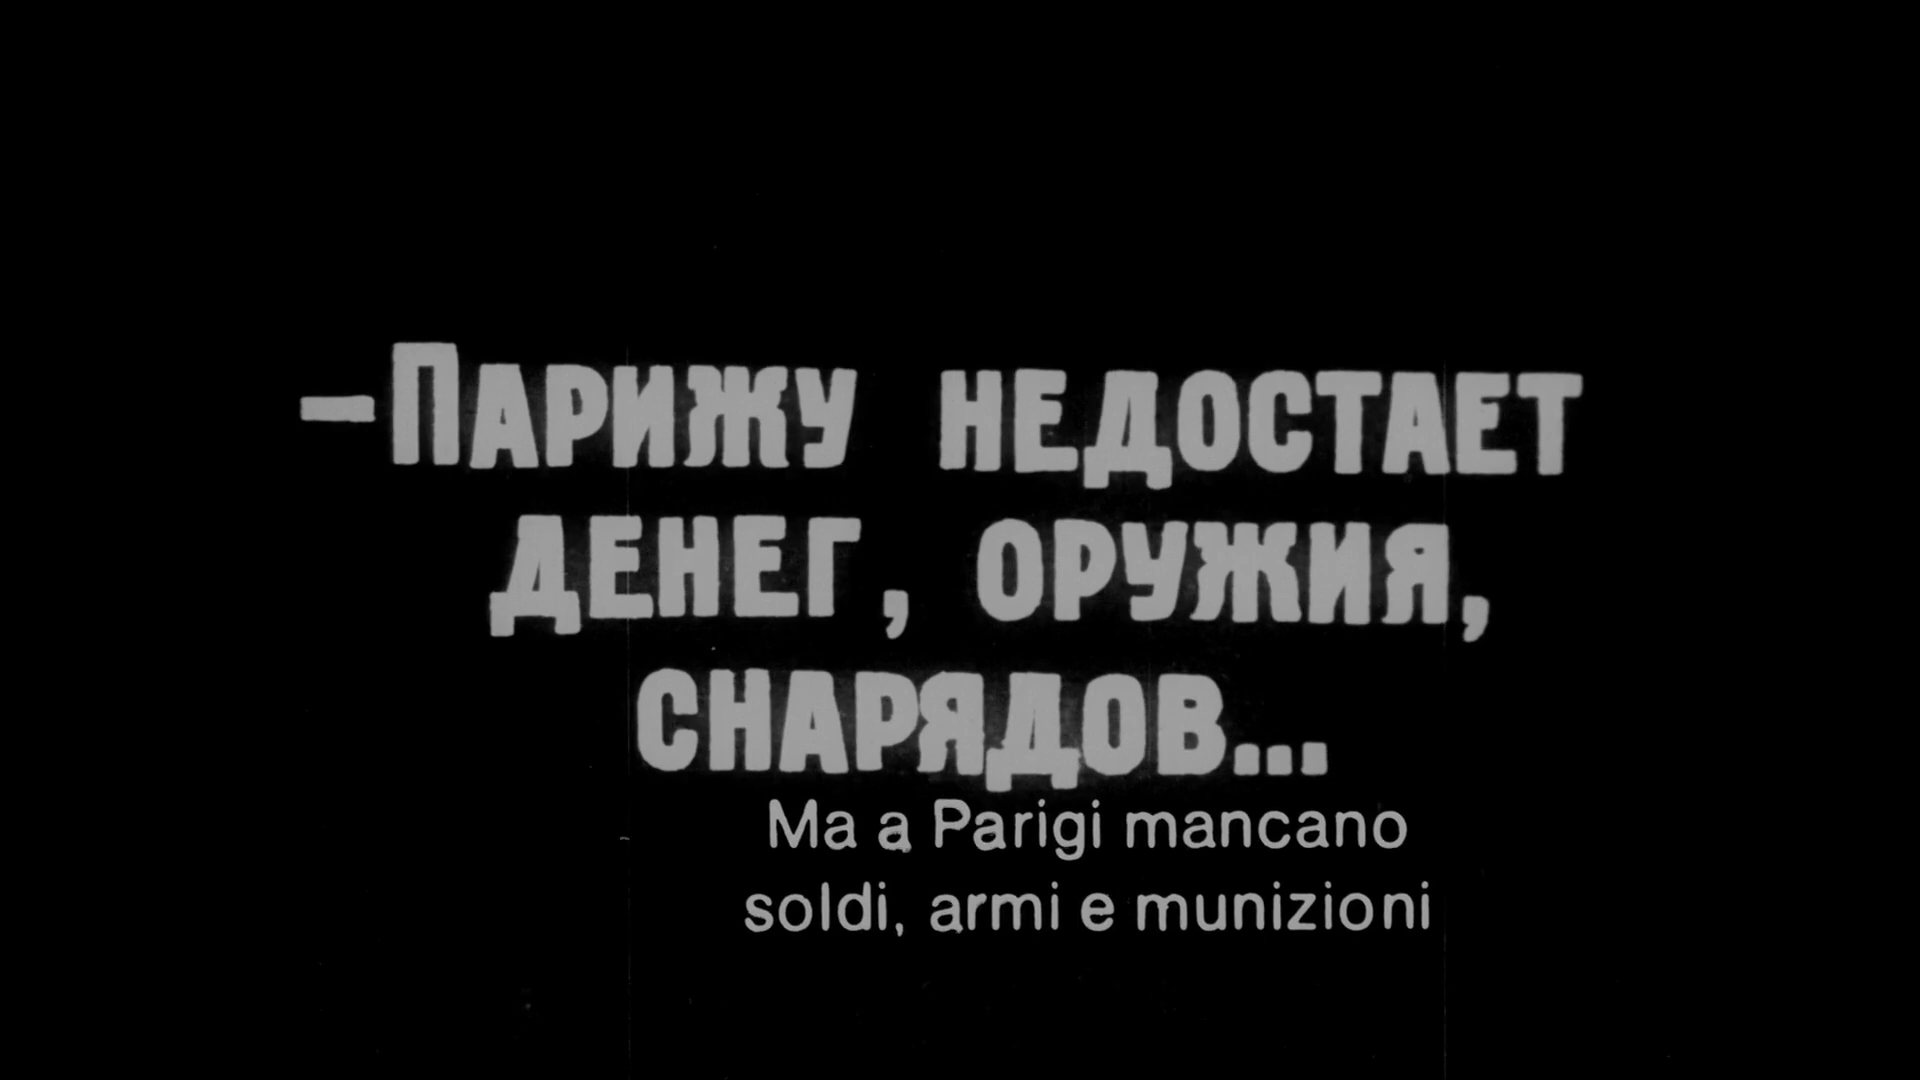 –Парижу недостает
денег, оружия,
снарядов...
Ma a Parigi mancano
soldi, armi e munizioni